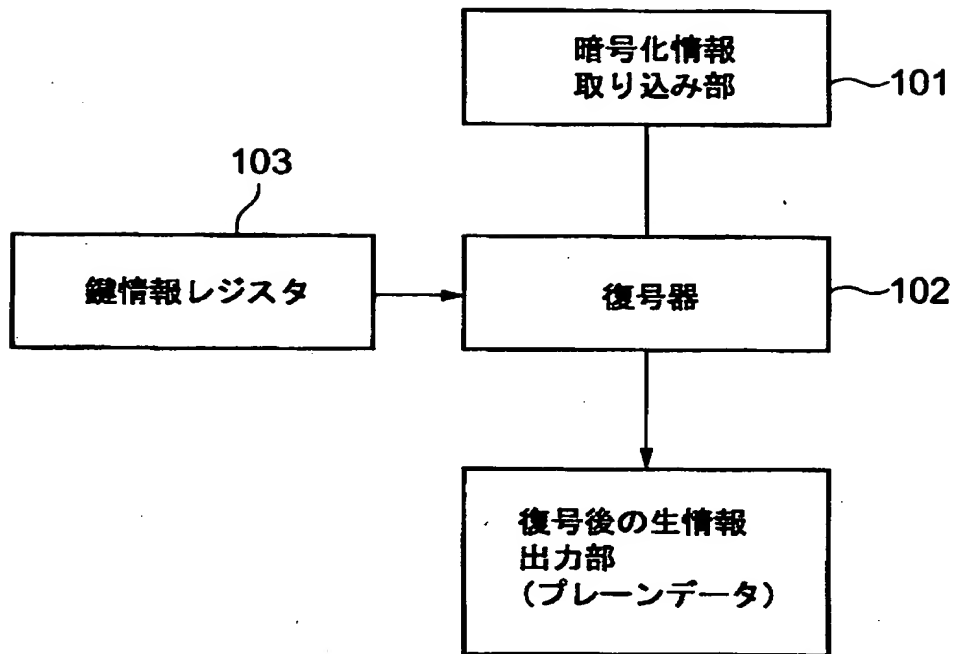 暗号化情報
取り込み部
101
103
鍵情報レジスタ
復号器
102
復号後の生情報
出力部
（プレーンデータ）